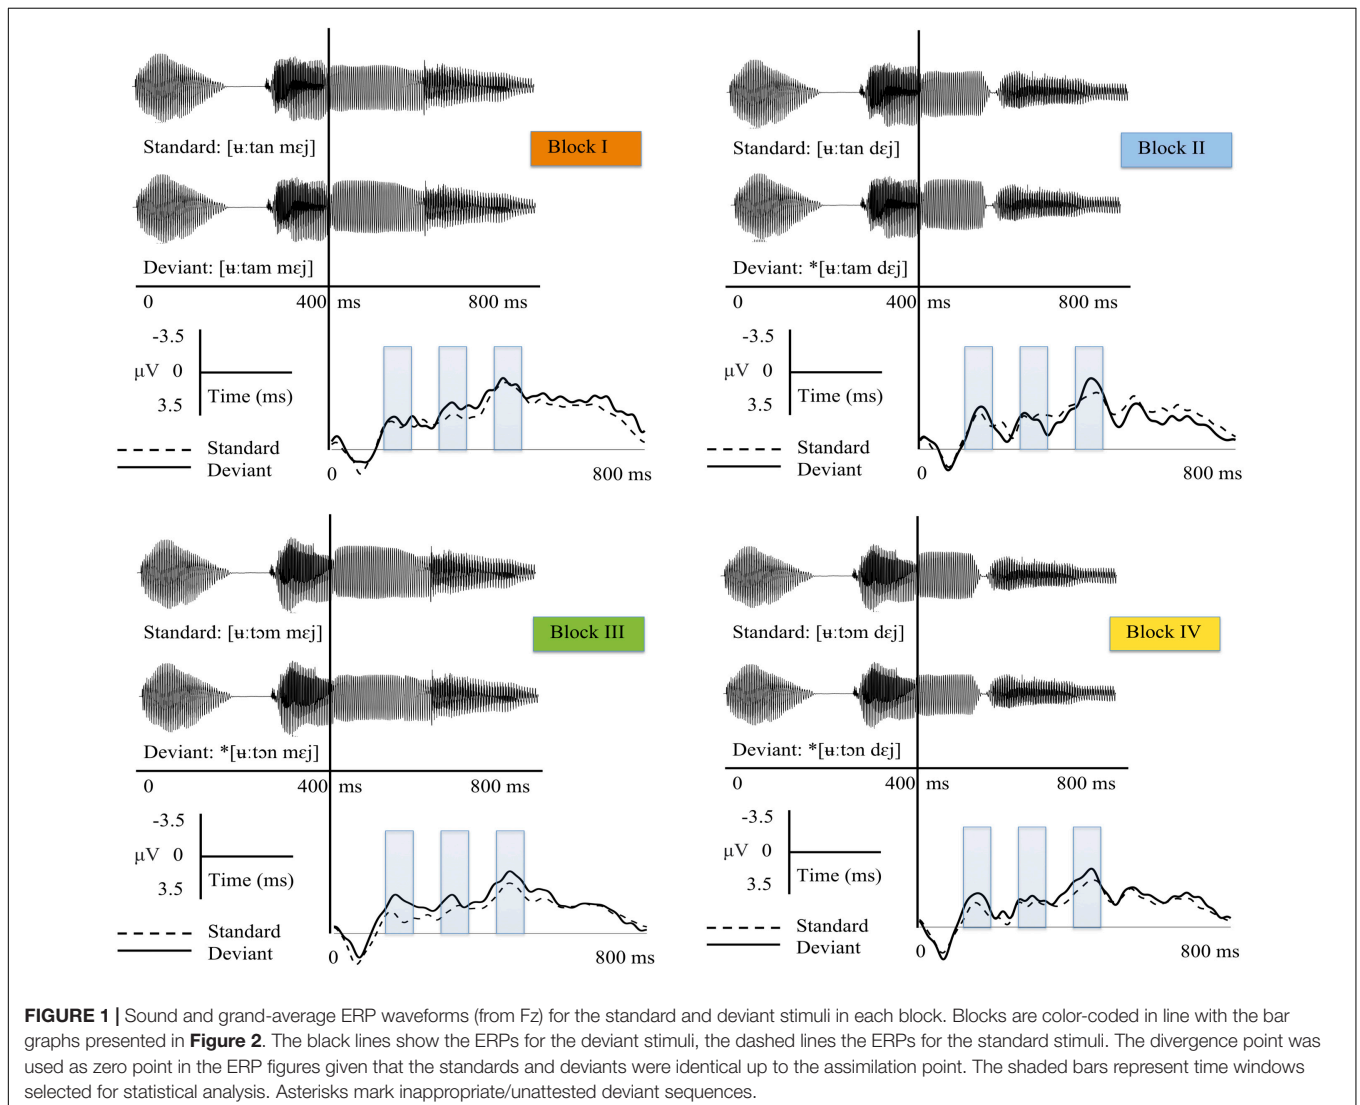 Standard: [ʉːtan mɛj]
Block I
Deviant: [ʉːtam mɛj]
0 400 ms 800 ms
-3.5
μV 0
Time (ms)
3.5
Standard
Deviant
0 800 ms
Standard: [ʉːtan dɛj]
Block II
Deviant: *[ʉːtam dɛj]
0 400 ms 800 ms
-3.5
μV 0
Time (ms)
3.5
Standard
Deviant
0 800 ms
Standard: [ʉːtɔm mɛj]
Block III
Deviant: *[ʉːtɔn mɛj]
0 400 ms 800 ms
-3.5
μV 0
Time (ms)
3.5
Standard
Deviant
0 800 ms
Standard: [ʉːtɔm dɛj]
Block IV
Deviant: *[ʉːtɔn dɛj]
0 400 ms 800 ms
-3.5
μV 0
Time (ms)
3.5
Standard
Deviant
0 800 ms
FIGURE 1 | Sound and grand-average ERP waveforms (from Fz) for the standard and deviant stimuli in each block. Blocks are color-coded in line with the bar
graphs presented in Figure 2. The black lines show the ERPs for the deviant stimuli, the dashed lines the ERPs for the standard stimuli. The divergence point was
used as zero point in the ERP figures given that the standards and deviants were identical up to the assimilation point. The shaded bars represent time windows
selected for statistical analysis. Asterisks mark inappropriate/unattested deviant sequences.